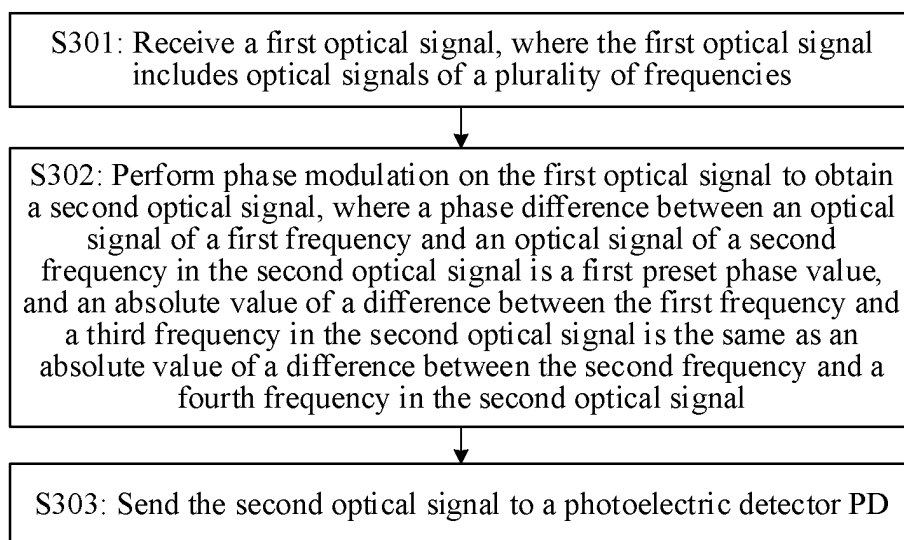 S301: Receive a first optical signal, where the first optical signal
includes optical signals of a plurality of frequencies
S302: Perform phase modulation on the first optical signal to obtain
a second optical signal, where a phase difference between an optical
signal of a first frequency and an optical signal of a second
frequency in the second optical signal is a first preset phase value,
and an absolute value of a difference between the first frequency and
a third frequency in the second optical signal is the same as an
absolute value of a difference between the second frequency and a
fourth frequency in the second optical signal
S303: Send the second optical signal to a photoelectric detector PD